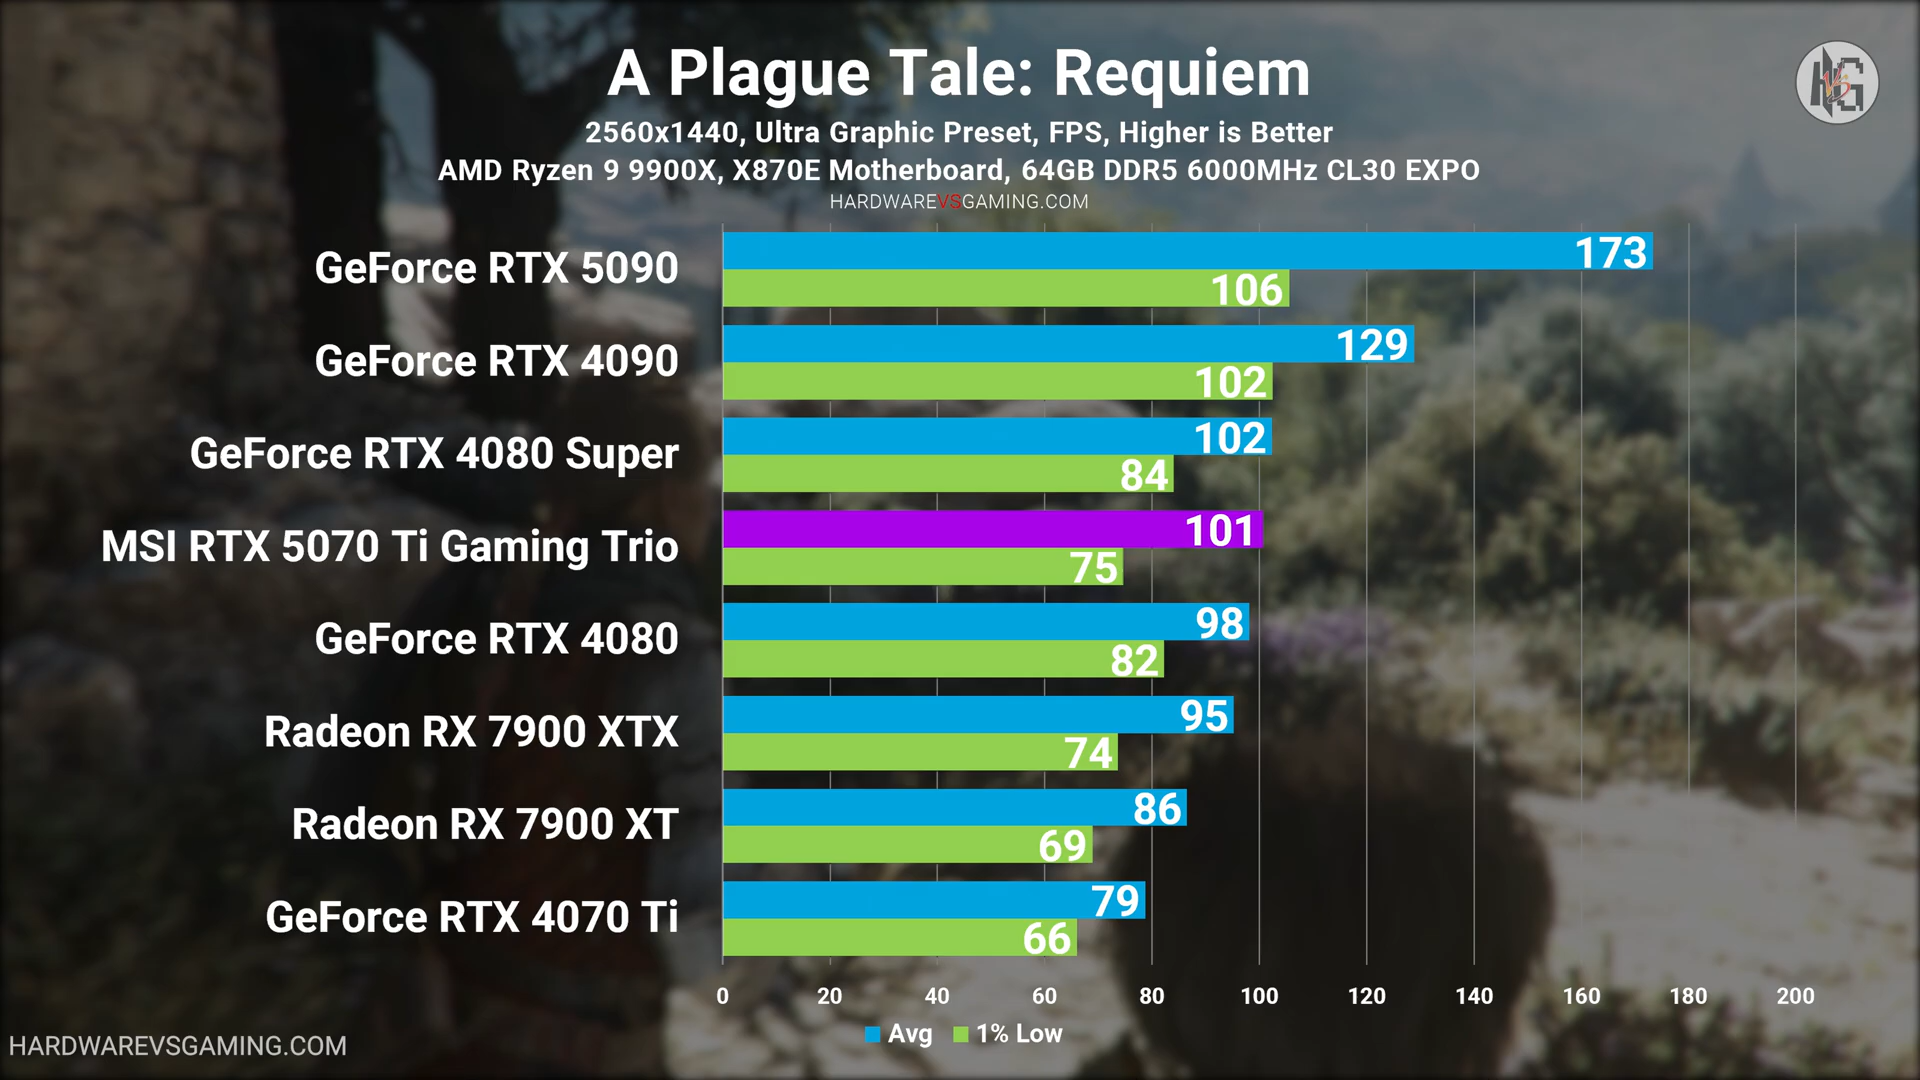 A Plague Tale: Requiem
2560x1440, Ultra Graphic Preset, FPS, Higher is Better
AMD Ryzen 9 9900X, X870E Motherboard, 64GB DDR5 6000MHz CL30 EXPO
HARDWAREVSGAMING.COM
GeForce RTX 5090
173
106
GeForce RTX 4090
129
102
GeForce RTX 4080 Super
102
84
MSI RTX 5070 Ti Gaming Trio
101
75
GeForce RTX 4080
98
82
Radeon RX 7900 XTX
95
74
Radeon RX 7900 XT
86
69
GeForce RTX 4070 Ti
79
66
0 20 40 60 80 100 120 140 160 180 200
Avg 1% Low
HARDWAREVSGAMING.COM
HVSG